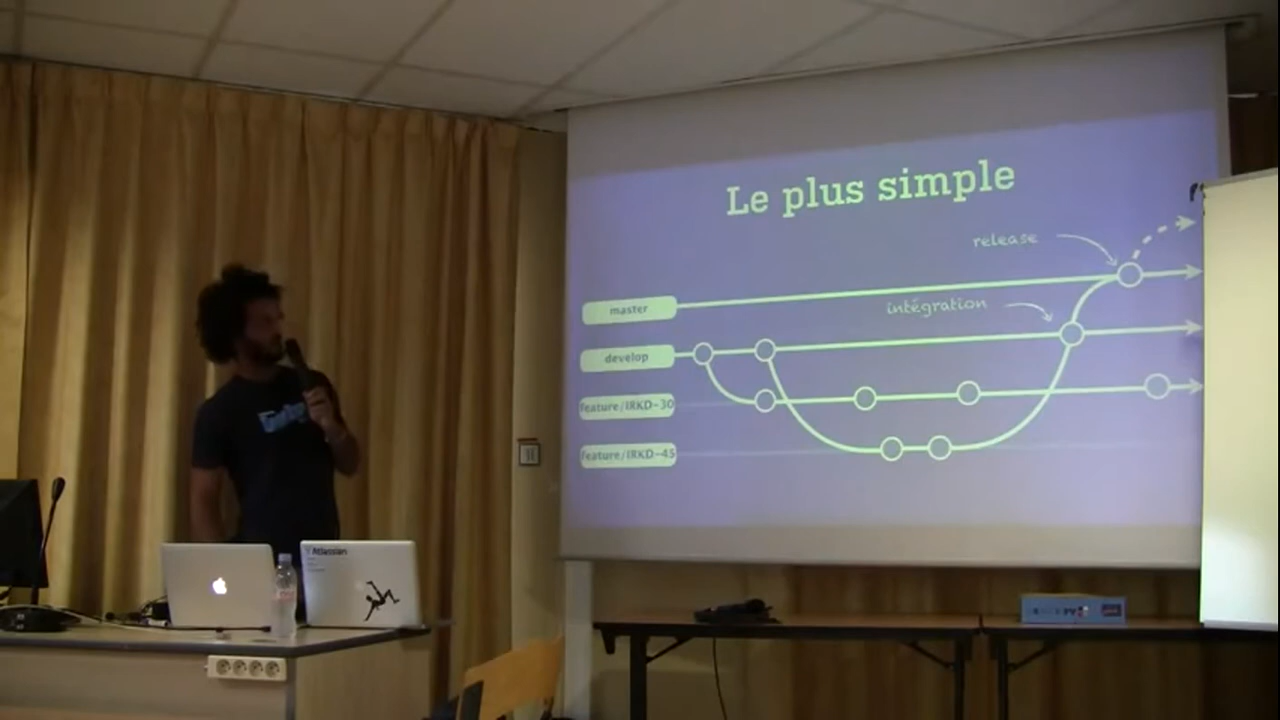 Le plus simple
release
master
intégration
develop
feature/IRKD-30
feature/IRKD-45
Atlassian